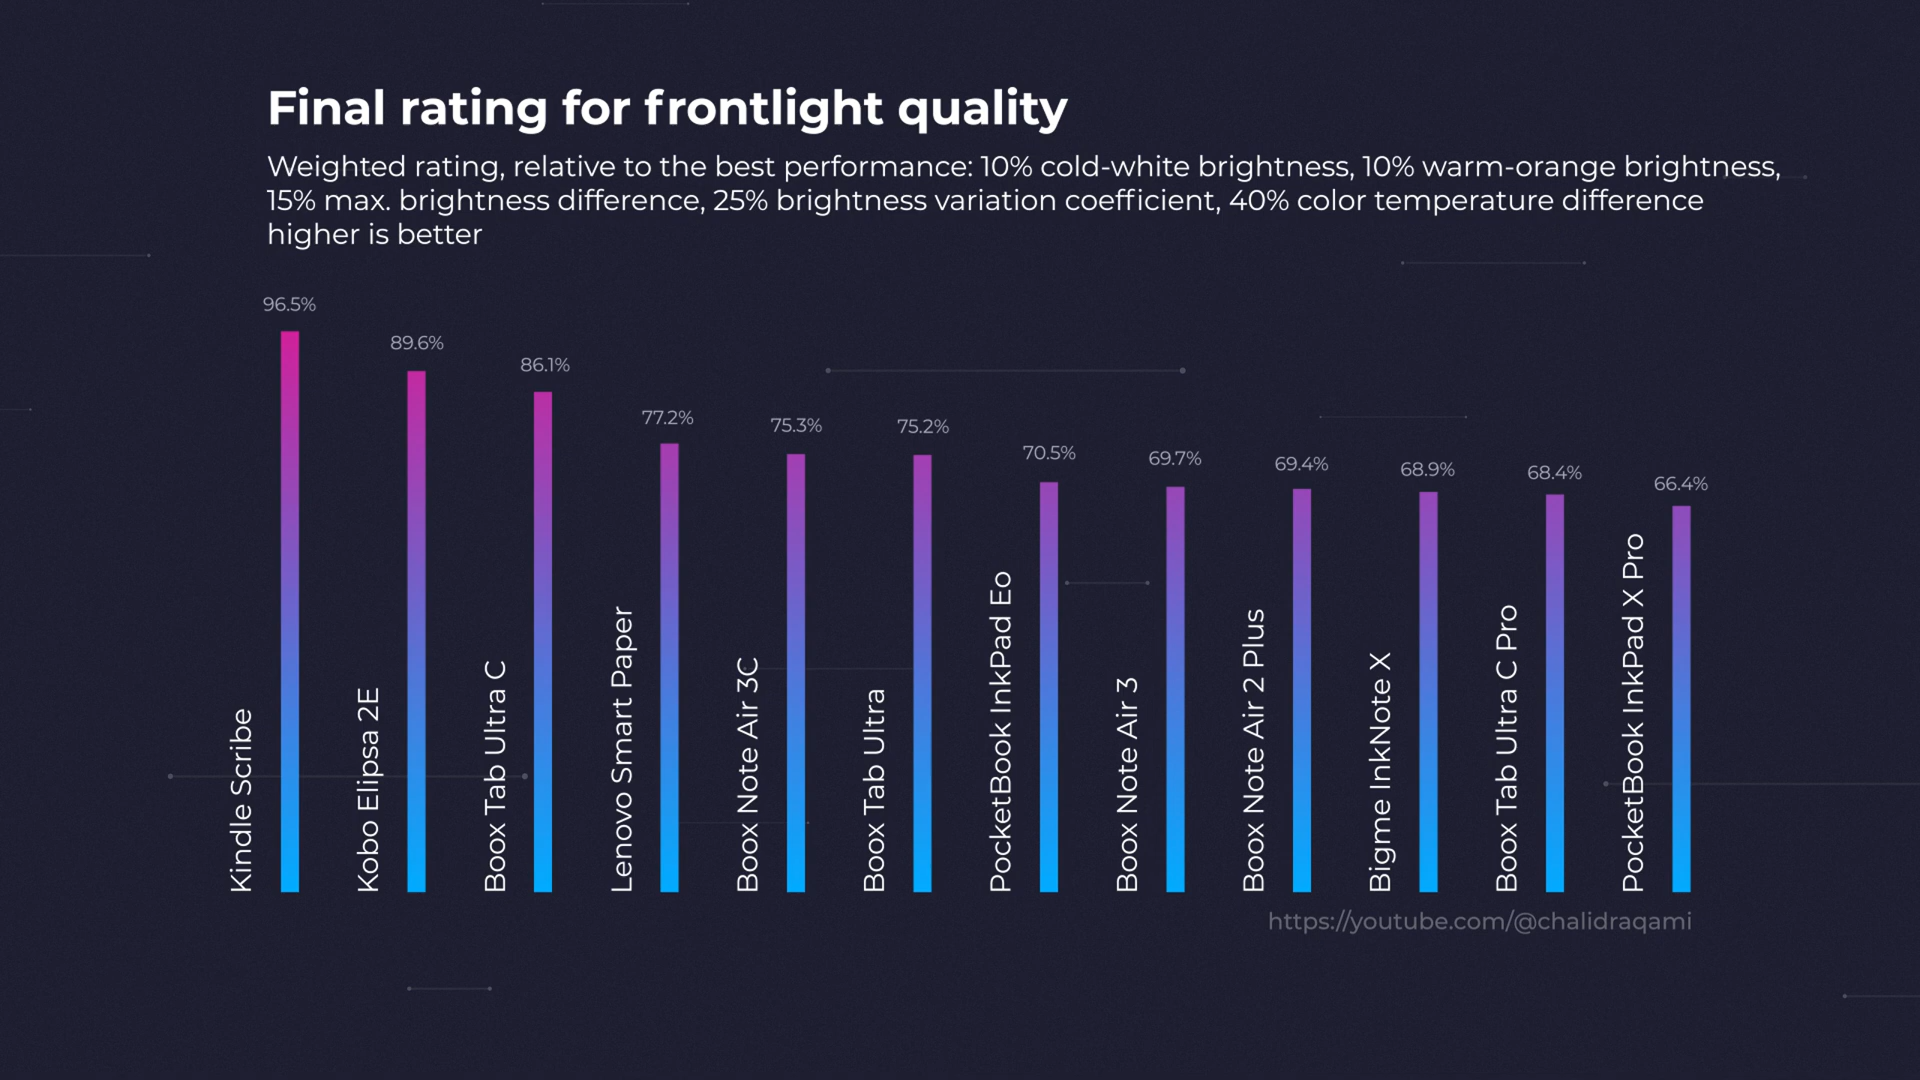 Final rating for frontlight quality
Weighted rating, relative to the best performance: 10% cold-white brightness, 10% warm-orange brightness,
15% max. brightness difference, 25% brightness variation coefficient, 40% color temperature difference
higher is better
96.5%
89.6%
86.1%
77.2%
75.3%
75.2%
70.5%
69.7%
69.4%
68.9%
68.4%
66.4%
Kindle Scribe
Kobo Elipsa 2E
Boox Tab Ultra C
Lenovo Smart Paper
Boox Note Air 3C
Boox Tab Ultra
PocketBook InkPad Eo
Boox Note Air 3
Boox Note Air 2 Plus
Bigme InkNote X
Boox Tab Ultra C Pro
PocketBook InkPad X Pro
https://youtube.com/@chalidraqami